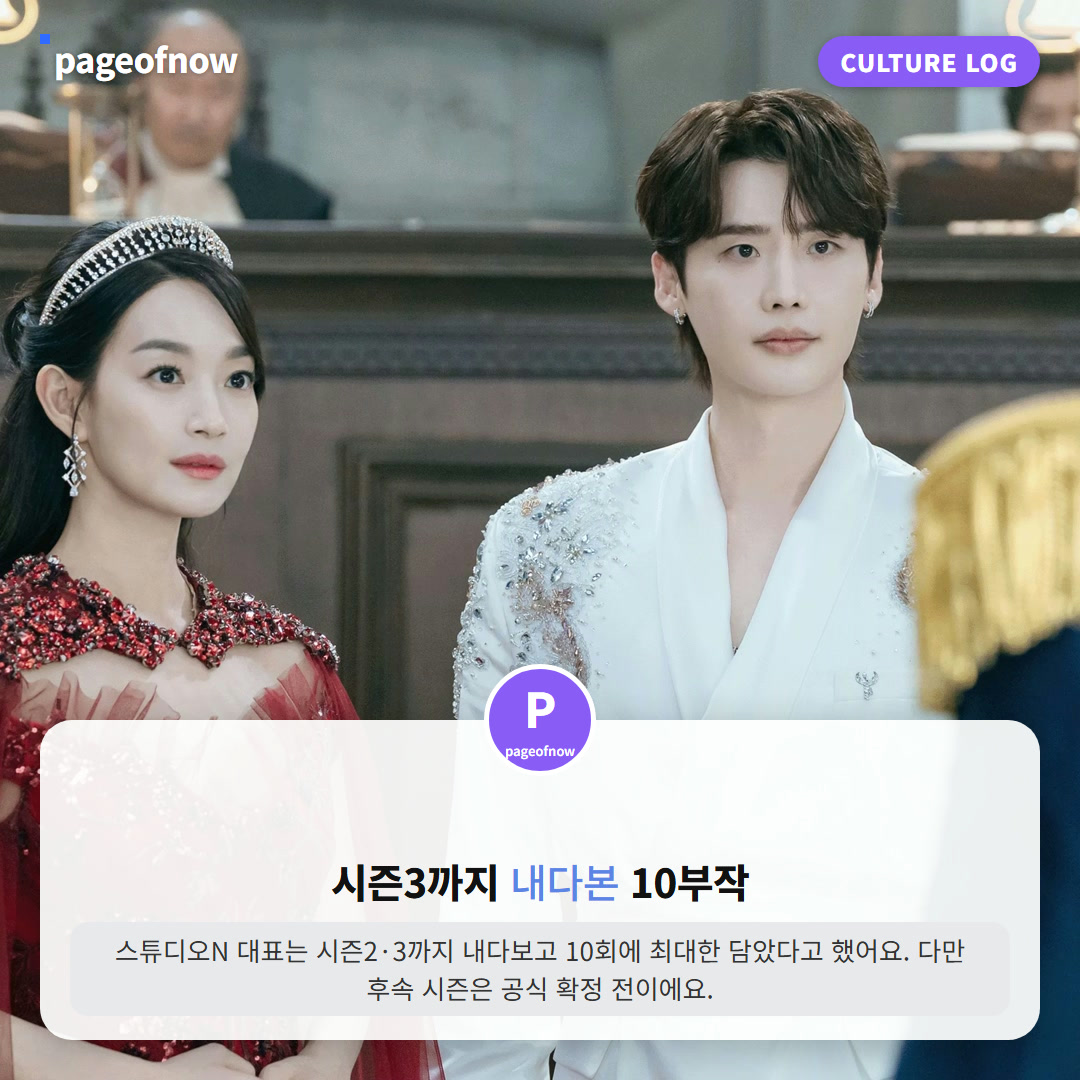 pageofnow
CULTURE LOG
P
pageofnow
시즌3까지 내다본 10부작
스튜디오N 대표는 시즌2·3까지 내다보고 10회에 최대한 담았다고 했어요. 다만
후속 시즌은 공식 확정 전이에요.